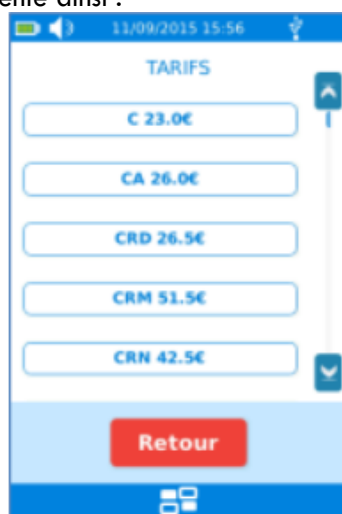 ainsi :
11/09/2015 15:56
TARIFS
C 23.0€
CA 26.0€
CRD 26.5€
CRM 51.5€
CRN 42.5€
Retour